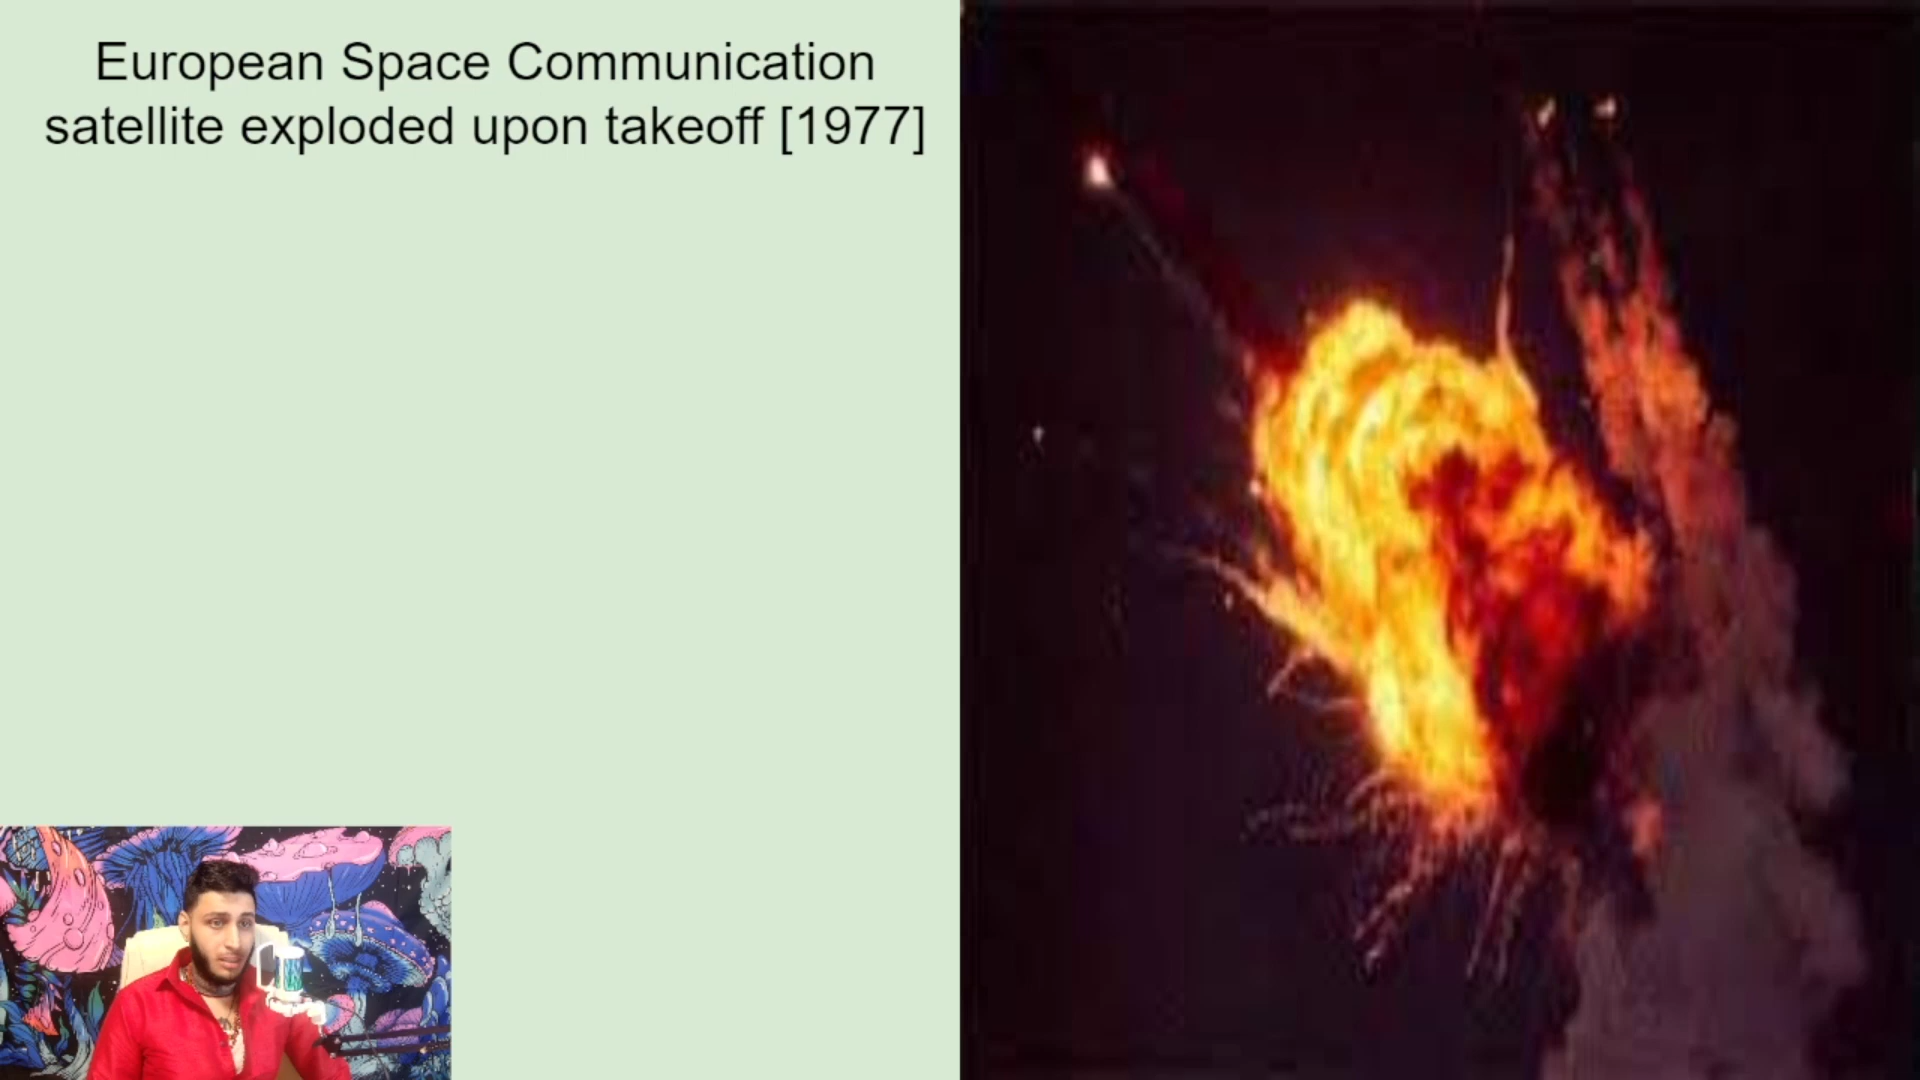 European Space Communication
satellite exploded upon takeoff [1977]